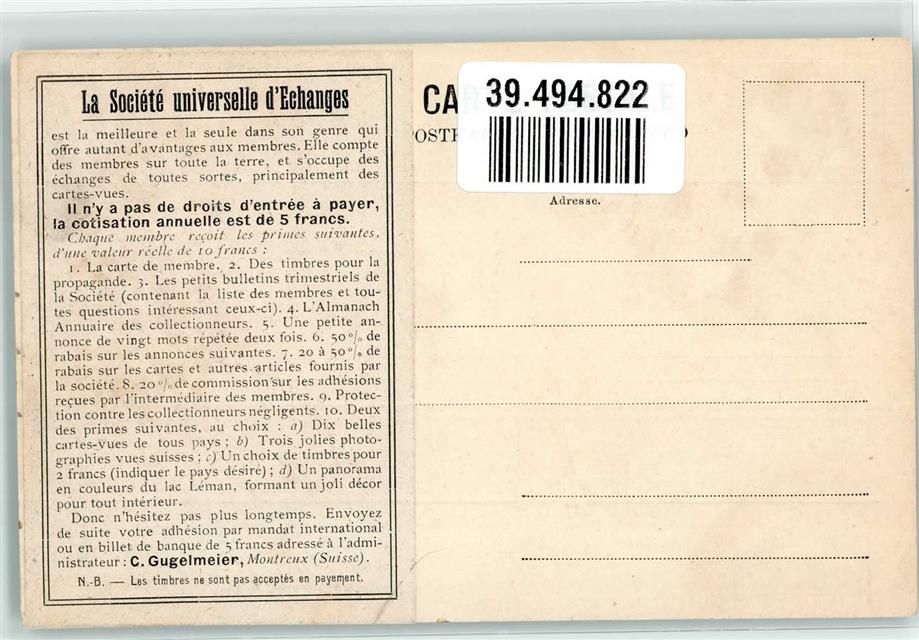 La Société universelle d'Echanges
est la meilleure et la seule dans son genre qui
offre autant d'avantages aux membres. Elle compte
des membres sur toute la terre, et s'occupe des
échanges de toutes sortes, principalement des
cartes-vues.
Il n'y a pas de droits d'entrée à payer,
la cotisation annuelle est de 5 francs.
Chaque membre reçoit les primes suivantes,
d'une valeur réelle de 10 francs :
1. La carte de membre. 2. Des timbres pour la
propagande. 3. Les petits bulletins trimestriels de
la Société (contenant la liste des membres et tou-
tes questions intéressant ceux-ci). 4. L'Almanach
Annuaire des collectionneurs. 5. Une petite an-
nonce de vingt mots répétée deux fois. 6. 50 % de
rabais sur les annonces suivantes. 7. 20 à 50 % de
rabais sur les cartes et autres articles fournis par
la société. 8. 20 % de commission sur les adhésions
reçues par l'intermédiaire des membres. 9. Protec-
tion contre les collectionneurs négligents. 10. Deux
des primes suivantes, au choix : a) Dix belles
cartes-vues de tous pays ; b) Trois jolies photo-
graphies vues suisses ; c) Un choix de timbres pour
2 francs (indiquer le pays désiré) ; d) Un panorama
en couleurs du lac Léman, formant un joli décor
pour tout intérieur.
Donc n'hésitez pas plus longtemps. Envoyez
de suite votre adhésion par mandat international
ou en billet de banque de 5 francs adressé à l'admi-
nistrateur : C. Gugelmeier, Montreux (Suisse).
N.-B. — Les timbres ne sont pas acceptés en payement.
CA
39.494.822
OSTE
Adresse.